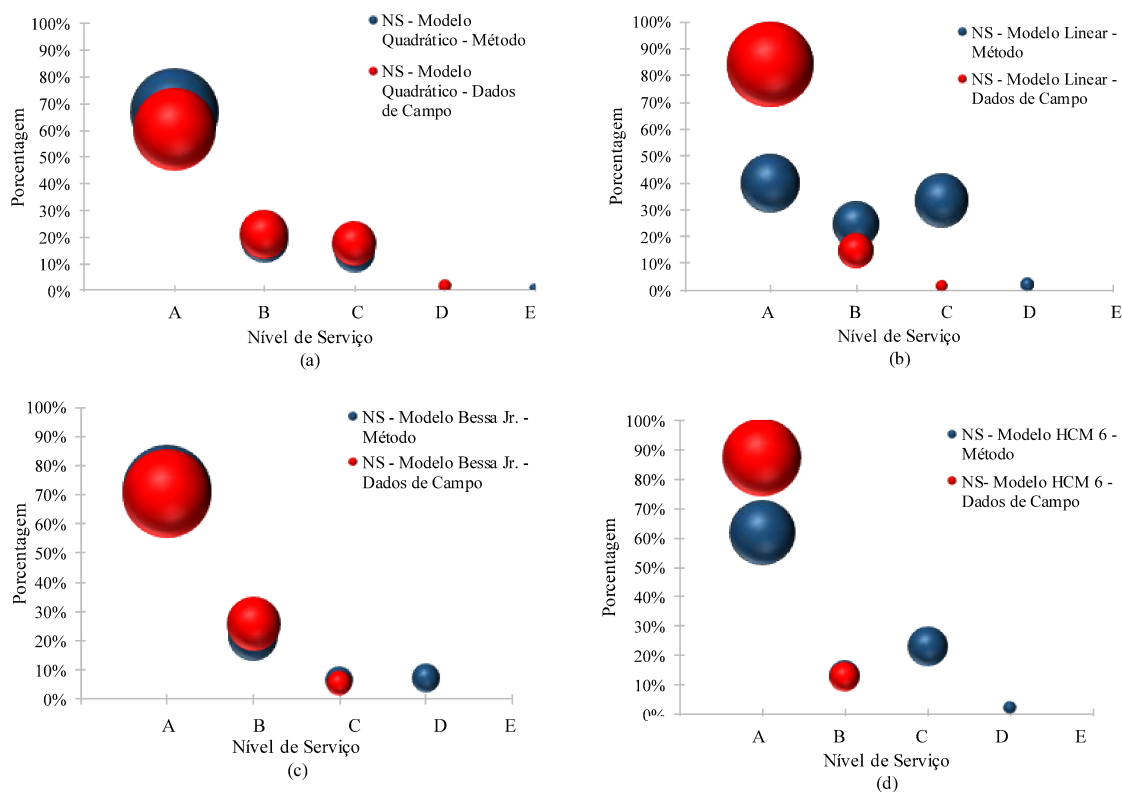 100%
90%
80%
70%
60%
50%
40%
30%
20%
10%
0%
Porcentagem
NS - Modelo
Quadrático - Método
NS - Modelo
Quadrático - Dados
de Campo
A B C D E
Nível de Serviço
(a)
100%
90%
80%
70%
60%
50%
40%
30%
20%
10%
0%
Porcentagem
NS - Modelo Linear -
Método
NS - Modelo Linear -
Dados de Campo
A B C D E
Nível de Serviço
(b)
100%
90%
80%
70%
60%
50%
40%
30%
20%
10%
0%
Porcentagem
NS - Modelo Bessa Jr. -
Método
NS - Modelo Bessa Jr. -
Dados de Campo
A B C D E
Nível de Serviço
(c)
100%
90%
80%
70%
60%
50%
40%
30%
20%
10%
0%
Porcentagem
NS - Modelo HCM 6 -
Método
NS- Modelo HCM 6 -
Dados de Campo
A B C D E
Nível de Serviço
(d)